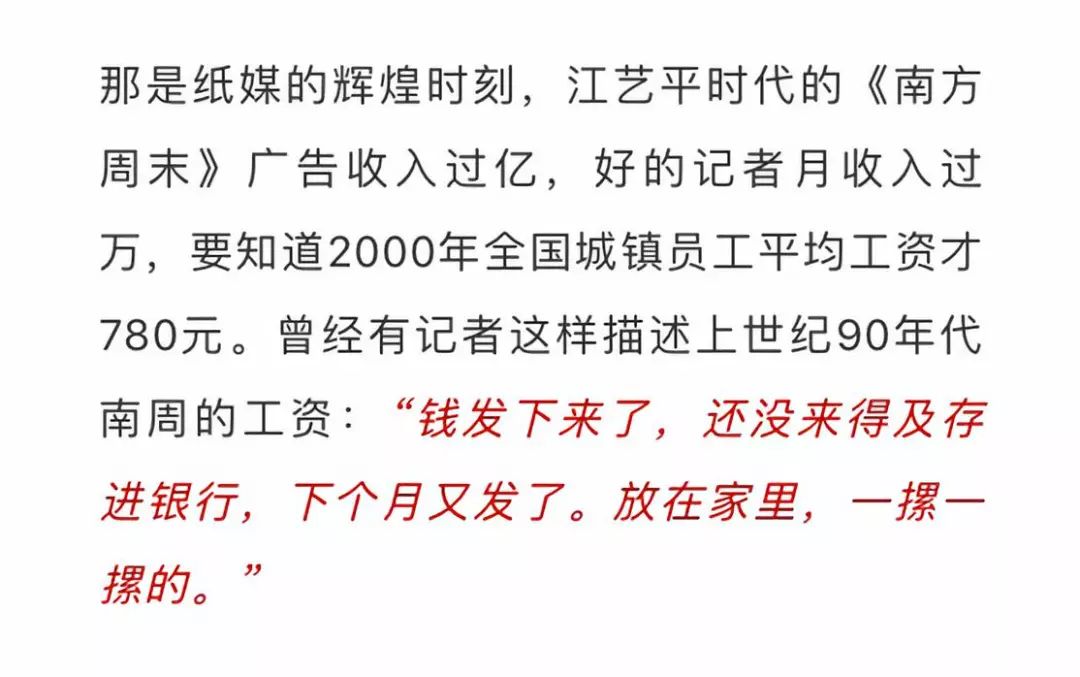 那是纸媒的辉煌时刻，江艺平时代的《南方
周末》广告收入过亿，好的记者月收入过
万，要知道2000年全国城镇员工平均工资才
780元。曾经有记者这样描述上世纪90年代
南周的工资：“钱发下来了，还没来得及存
进银行，下个月又发了。放在家里，一摞一
摞的。”